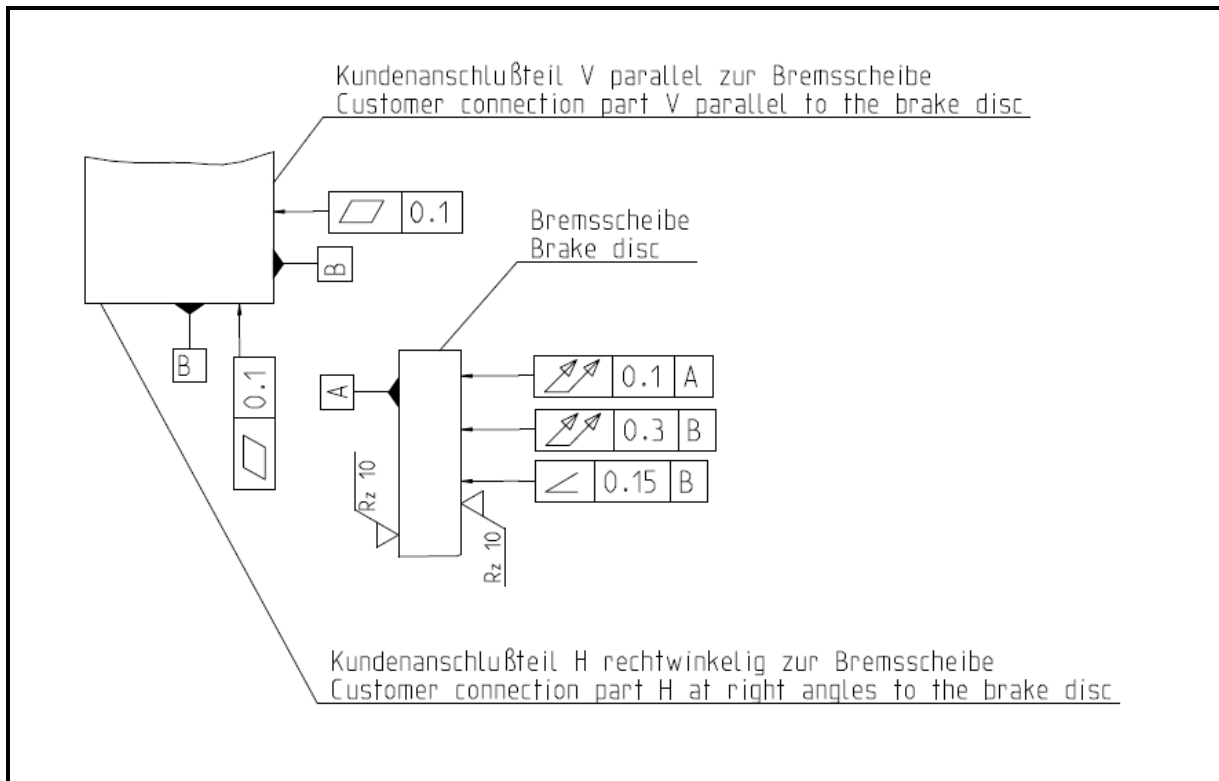 Kundenanschlußteil V parallel zur Bremsscheibe
Customer connection part V parallel to the brake disc
0.1
B
Bremsscheibe
Brake disc
B
0.1
A
0.1 A
0.3 B
0.15 B
Rz 10
Rz 10
Kundenanschlußteil H rechtwinkelig zur Bremsscheibe
Customer connection part H at right angles to the brake disc